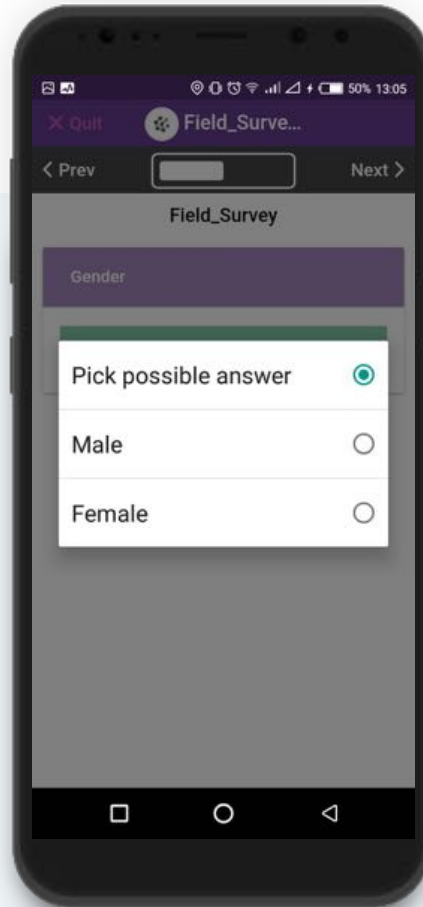 50% 13:05
X Quit Field_Surve...
< Prev Next >
Field_Survey
Gender
Pick possible answer
Male
Female